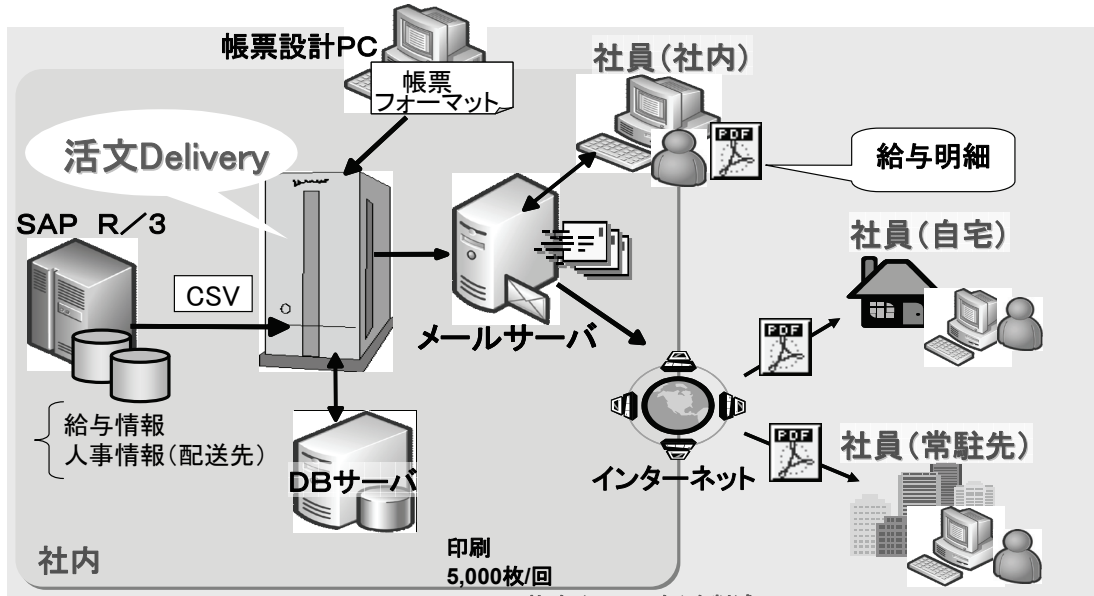 帳票設計PC
帳票
フォーマット
社員（社内）
活文Delivery
PDF
給与明細
SAP R／3
CSV
社員（自宅）
メールサーバ
PDF
給与情報
人事情報（配送先）
DBサーバ
インターネット
PDF
社員（常駐先）
社内
印刷
5,000枚/回